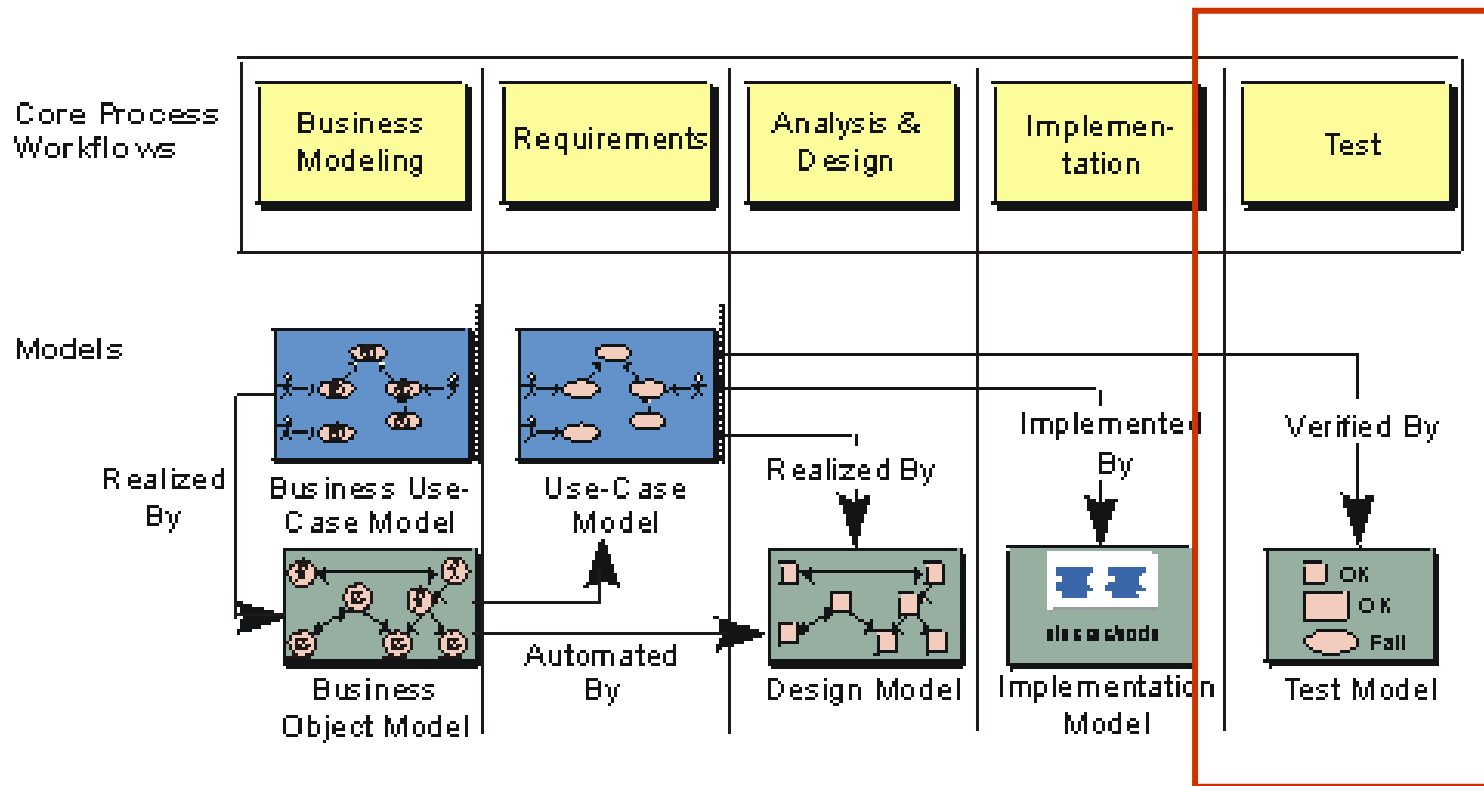 Core Process
Workflows
Business
Modeling
Requirements
Analysis &
Design
Implemen-
tation
Test
Models
Realized
By
Business Use-
Case Model
Use-Case
Model
Realized By
Implemented
By
Verified By
Business
Object Model
Automated
By
Design Model
Implementation
Model
OK
OK
Fail
Test Model